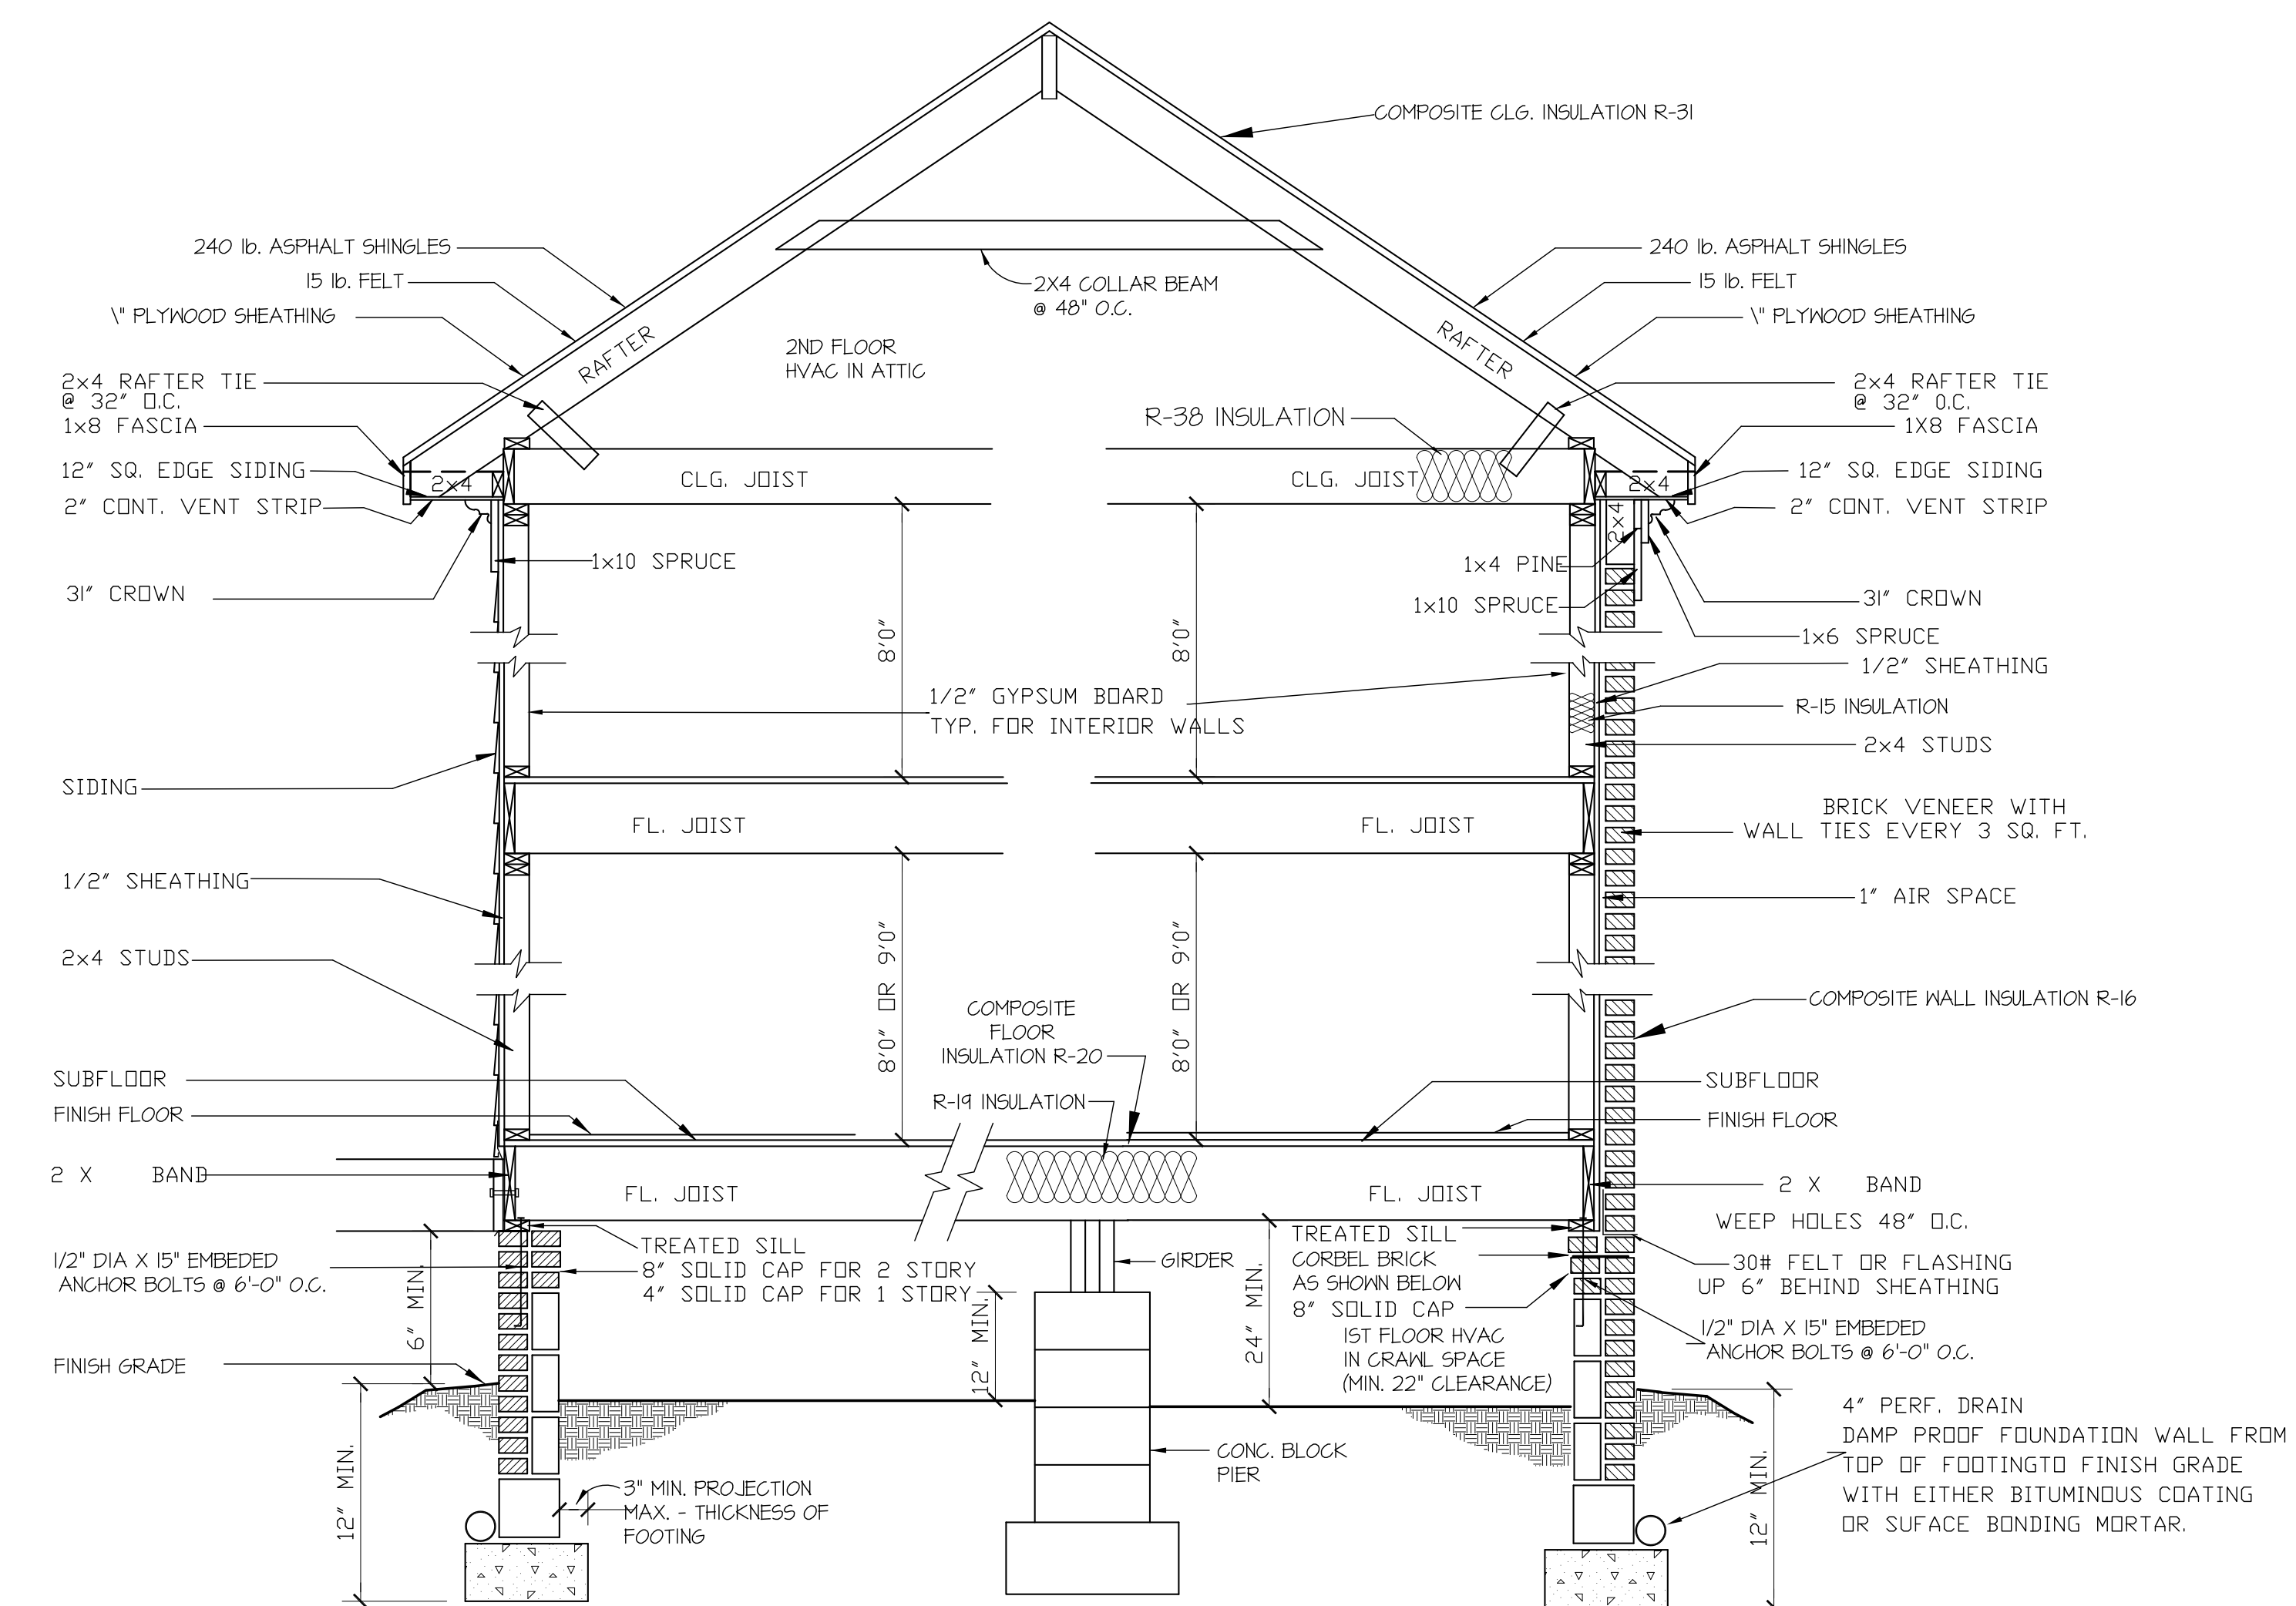 COMPOSITE CLG. INSULATION R-31
240 lb. ASPHALT SHINGLES
15 lb. FELT
\" PLYWOOD SHEATHING
2x4 RAFTER TIE
@ 32" O.C.
1x8 FASCIA
12" SQ. EDGE SIDING
2" CONT. VENT STRIP
31" CROWN
SIDING
1/2" SHEATHING
2x4 STUDS
SUBFLOOR
FINISH FLOOR
2 X BAND
1/2" DIA X 15" EMBEDED
ANCHOR BOLTS @ 6'-0" O.C.
FINISH GRADE
12" MIN.
6" MIN.
RAFTER
2X4 COLLAR BEAM
@ 48" O.C.
2ND FLOOR
HVAC IN ATTIC
RAFTER
R-38 INSULATION
2x4
CLG. JOIST
CLG. JOIST
2x4
2x4
1x10 SPRUCE
1x4 PINE
1x10 SPRUCE
8'0"
8'0"
1/2" GYPSUM BOARD
TYP. FOR INTERIOR WALLS
FL. JOIST
FL. JOIST
8'0" OR 9'0"
8'0" OR 9'0"
COMPOSITE
FLOOR
INSULATION R-20
R-19 INSULATION
FL. JOIST
FL. JOIST
TREATED SILL
8" SOLID CAP FOR 2 STORY
4" SOLID CAP FOR 1 STORY
12" MIN.
GIRDER
24" MIN.
TREATED SILL
CORBEL BRICK
AS SHOWN BELOW
8" SOLID CAP
1ST FLOOR HVAC
IN CRAWL SPACE
(MIN. 22" CLEARANCE)
CONC. BLOCK
PIER
3" MIN. PROJECTION
MAX. - THICKNESS OF
FOOTING
240 lb. ASPHALT SHINGLES
15 lb. FELT
\" PLYWOOD SHEATHING
2x4 RAFTER TIE
@ 32" O.C.
1X8 FASCIA
12" SQ. EDGE SIDING
2" CONT. VENT STRIP
31" CROWN
1x6 SPRUCE
1/2" SHEATHING
R-15 INSULATION
2x4 STUDS
BRICK VENEER WITH
WALL TIES EVERY 3 SQ. FT.
1" AIR SPACE
COMPOSITE WALL INSULATION R-16
SUBFLOOR
FINISH FLOOR
2 X BAND
WEEP HOLES 48" O.C.
30# FELT OR FLASHING
UP 6" BEHIND SHEATHING
1/2" DIA X 15" EMBEDED
ANCHOR BOLTS @ 6'-0" O.C.
12" MIN.
4" PERF. DRAIN
DAMP PROOF FOUNDATION WALL FROM
TOP OF FOOTINGTO FINISH GRADE
WITH EITHER BITUMINOUS COATING
OR SUFACE BONDING MORTAR.